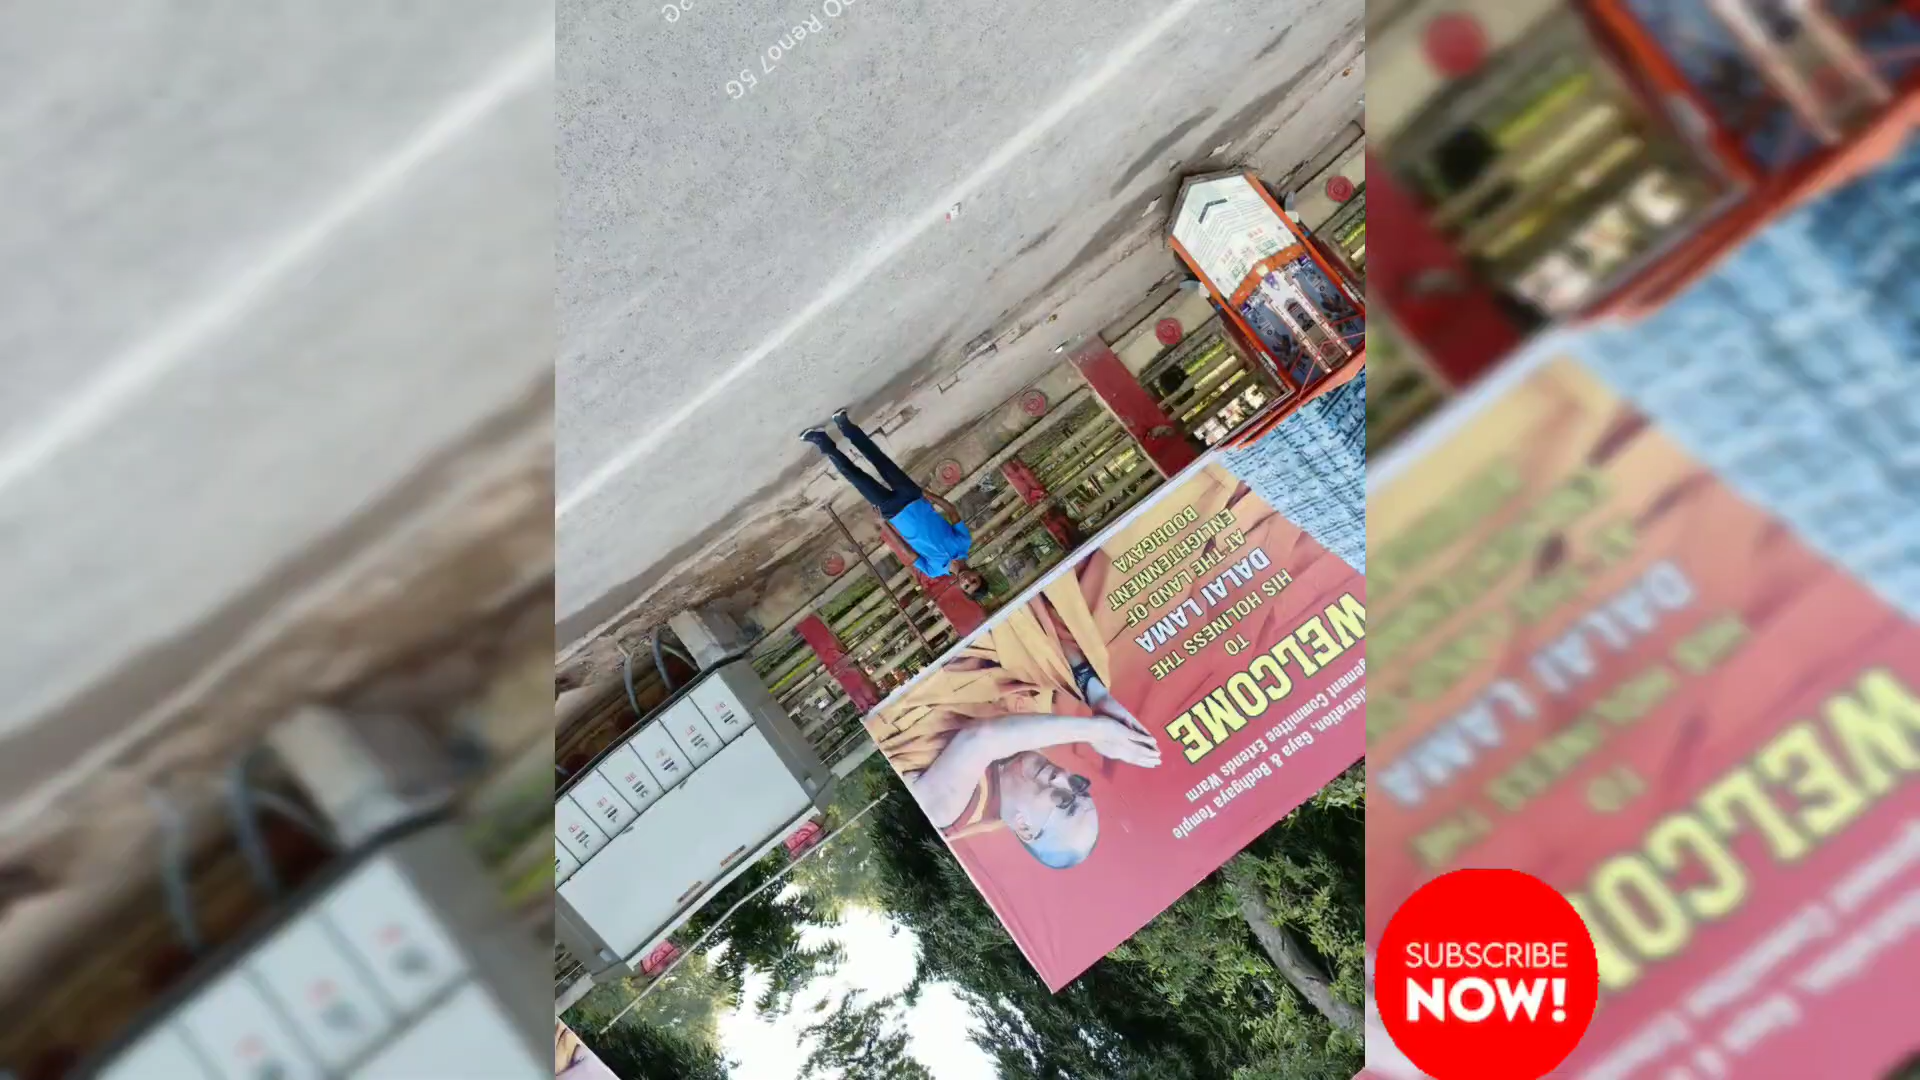 istration, Gaya & Bodhgaya Temple
gement Committee Extends Warm
WELCOME
TO
HIS HOLINESS THE
DALAI LAMA
AT THE LAND OF
ENLIGHTENMENT
BODHGAYA
Reno7 5G
SUBSCRIBE
NOW!